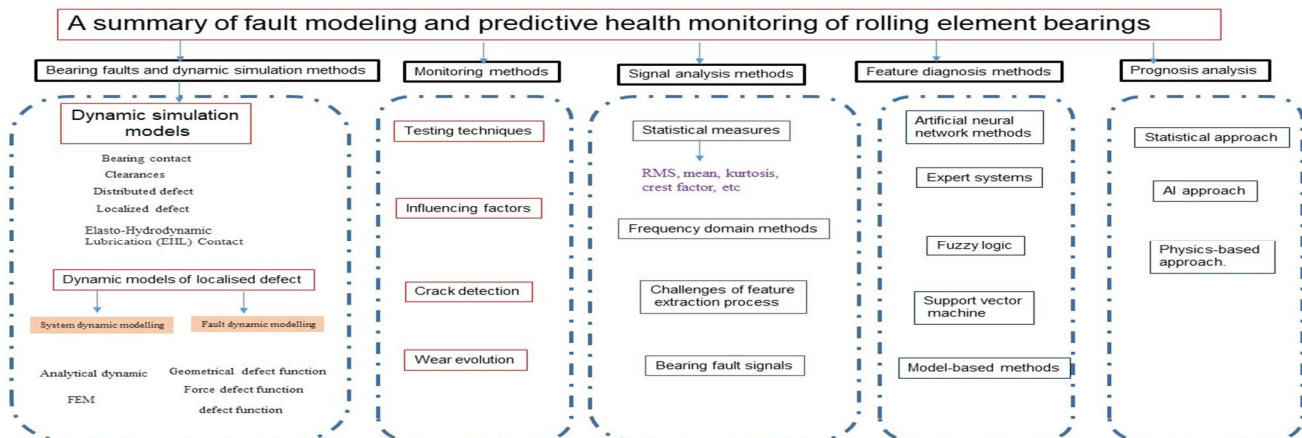 A summary of fault modeling and predictive health monitoring of rolling element bearings
Bearing faults and dynamic simulation methods
Dynamic simulation
models
Bearing contact
Clearances
Distributed defect
Localized defect
Elasto-Hydrodynamic
Lubrication (EHL) Contact
Dynamic models of localised defect
System dynamic modelling
Fault dynamic modelling
Analytical dynamic
FEM
Geometrical defect function
Force defect function
defect function
Monitoring methods
Testing techniques
Influencing factors
Crack detection
Wear evolution
Signal analysis methods
Statistical measures
RMS, mean, kurtosis,
crest factor, etc
Frequency domain methods
Challenges of feature
extraction process
Bearing fault signals
Feature diagnosis methods
Artificial neural
network methods
Expert systems
Fuzzy logic
Support vector
machine
Model-based methods
Prognosis analysis
Statistical approach
AI approach
Physics-based
approach.